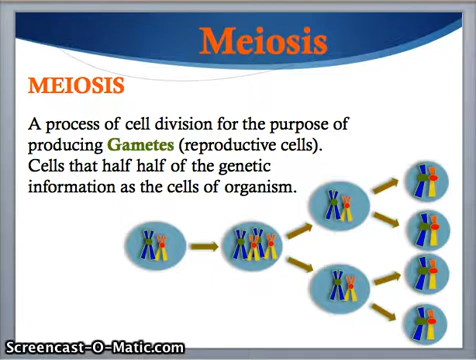 Meiosis
MEIOSIS
A process of cell division for the purpose of
producing Gametes (reproductive cells).
Cells that half half of the genetic
information as the cells of organism.
Screencast-O-Matic.com